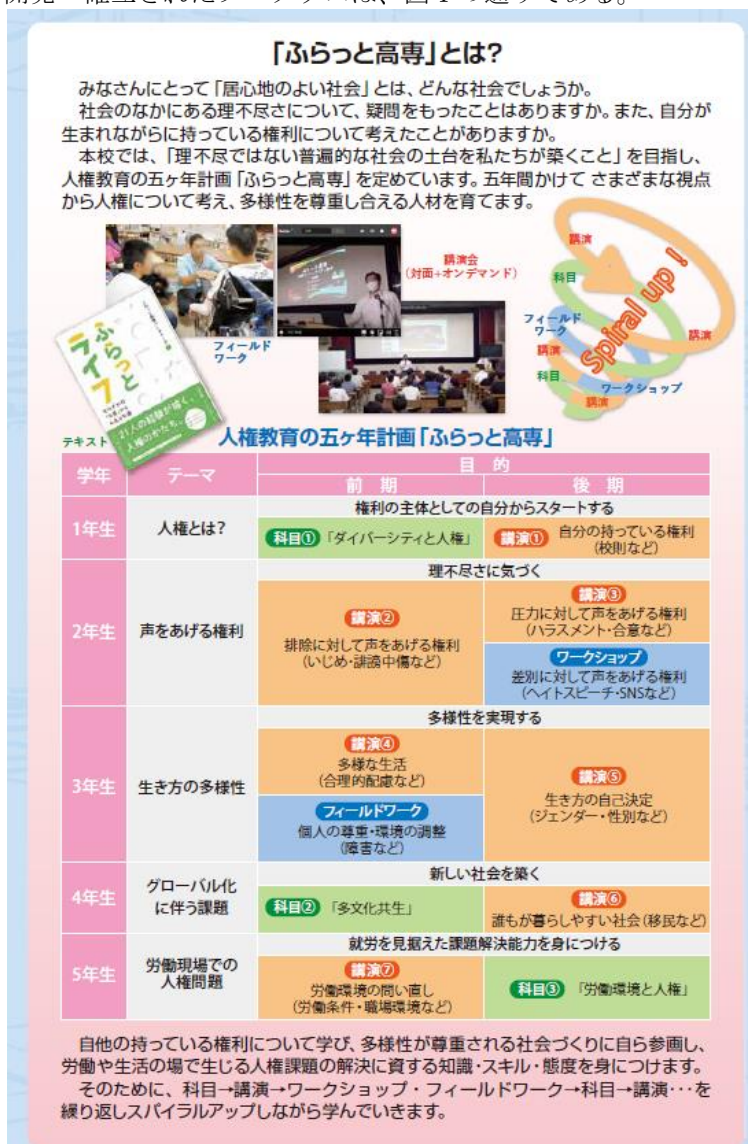 「ふらっと高専」とは?
みなさんにとって「居心地のよい社会」とは、どんな社会でしょうか。
社会のなかにある理不尽さについて、疑問をもったことはありますか。また、自分が
生まれながらに持っている権利について考えたことがありますか。
本校では、「理不尽ではない普遍的な社会の土台を私たちが築くこと」を目指し、
人権教育の五ヶ年計画「ふらっと高専」を定めています。五年間かけて さまざまな視点
から人権について考え、多様性を尊重し合える人材を育てます。
講演会
(対面+オンデマンド)
フィールド
ワーク
講演
科目
フィールド
ワーク
講演
科目
講演
ワークショップ
講演
Spiral up!
ふらっと
ライフ
21人の経験が描く、
人権のかたち。
テキスト
人権教育の五ヶ年計画「ふらっと高専」
学年
テーマ
目 的
前 期
後 期
1年生
人権とは?
権利の主体としての自分からスタートする
科目① 「ダイバーシティと人権」
講演① 自分の持っている権利
(校則など)
2年生
声をあげる権利
理不尽さに気づく
講演②
排除に対して声をあげる権利
(いじめ・誹謗中傷など)
講演③
圧力に対して声をあげる権利
(ハラスメント・合意など)
ワークショップ
差別に対して声をあげる権利
(ヘイトスピーチ・SNSなど)
3年生
生き方の多様性
多様性を実現する
講演④
多様な生活
(合理的配慮など)
フィールドワーク
個人の尊重・環境の調整
(障害など)
講演⑤
生き方の自己決定
(ジェンダー・性別など)
4年生
グローバル化
に伴う課題
新しい社会を築く
科目② 「多文化共生」
講演⑥
誰もが暮らしやすい社会(移民など)
5年生
労働現場での
人権問題
就労を見据えた課題解決能力を身につける
講演⑦
労働環境の問い直し
(労働条件・職場環境など)
科目③ 「労働環境と人権」
自他の持っている権利について学び、多様性が尊重される社会づくりに自ら参画し、
労働や生活の場で生じる人権課題の解決に資する知識・スキル・態度を身につけます。
そのために、科目→講演→ワークショップ・フィールドワーク→科目→講演・・・を
繰り返しスパイラルアップしながら学んでいきます。